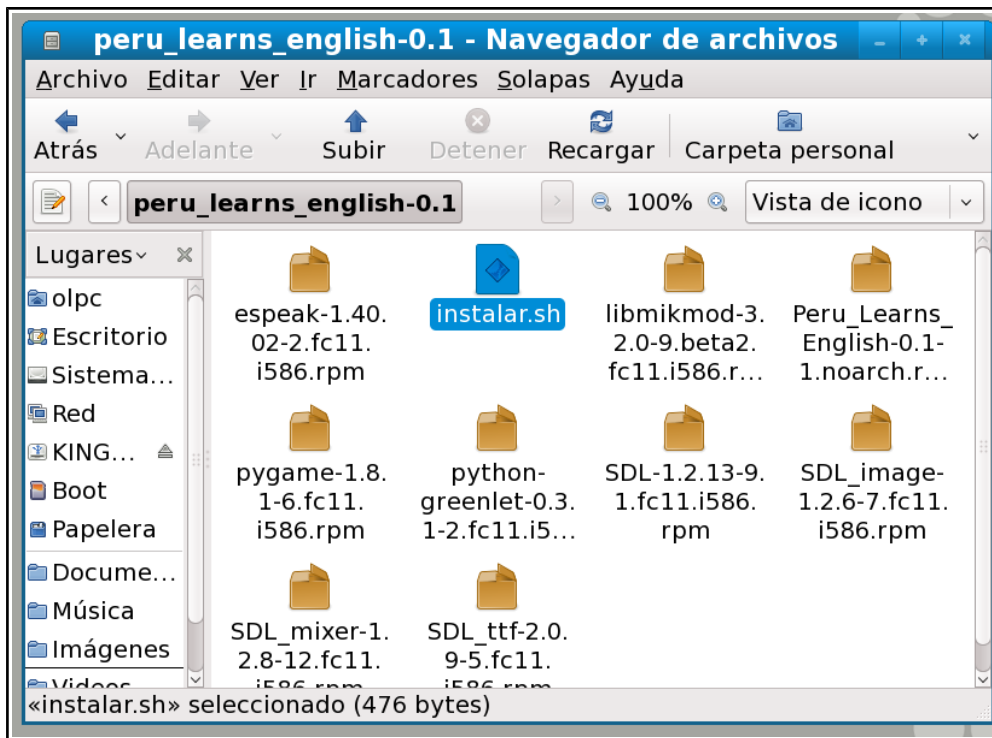 peru_learns_english-0.1 - Navegador de archivos
Archivo Editar Ver Ir Marcadores Solapas Ayuda
Atrás Adelante Subir Detener Recargar Carpeta personal
peru_learns_english-0.1 100% Vista de icono
Lugares
olpc
Escritorio
Sistema...
Red
KING...
Boot
Papelera
Docume...
Música
Imágenes
Videos
espeak-1.40.
02-2.fc11.
i586.rpm
instalar.sh
libmikmod-3.
2.0-9.beta2.
fc11.i586.r...
Peru_Learns_
English-0.1-
1.noarch.r...
pygame-1.8.
1-6.fc11.
i586.rpm
python-
greenlet-0.3.
1-2.fc11.i5...
SDL-1.2.13-9.
1.fc11.i586.
rpm
SDL_image-
1.2.6-7.fc11.
i586.rpm
SDL_mixer-1.
2.8-12.fc11.
i586.rpm
SDL_ttf-2.0.
9-5.fc11.
i586.rpm
«instalar.sh» seleccionado (476 bytes)